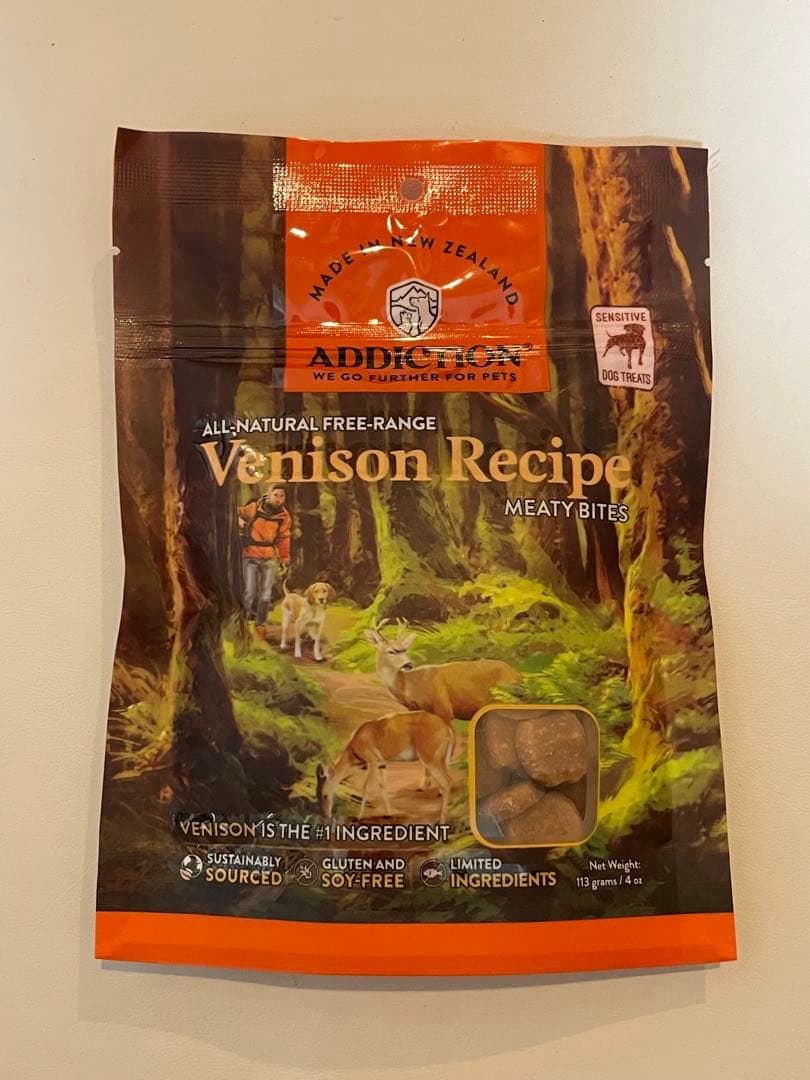 MADE IN NEW ZEALAND
ADDICTION®
WE GO FURTHER FOR PETS
SENSITIVE
DOG TREATS
ALL-NATURAL FREE-RANGE
Venison Recipe
MEATY BITES
VENISON IS THE #1 INGREDIENT
SUSTAINABLY
SOURCED
GLUTEN AND
SOY-FREE
LIMITED
INGREDIENTS
Net Weight:
113 grams / 4 oz